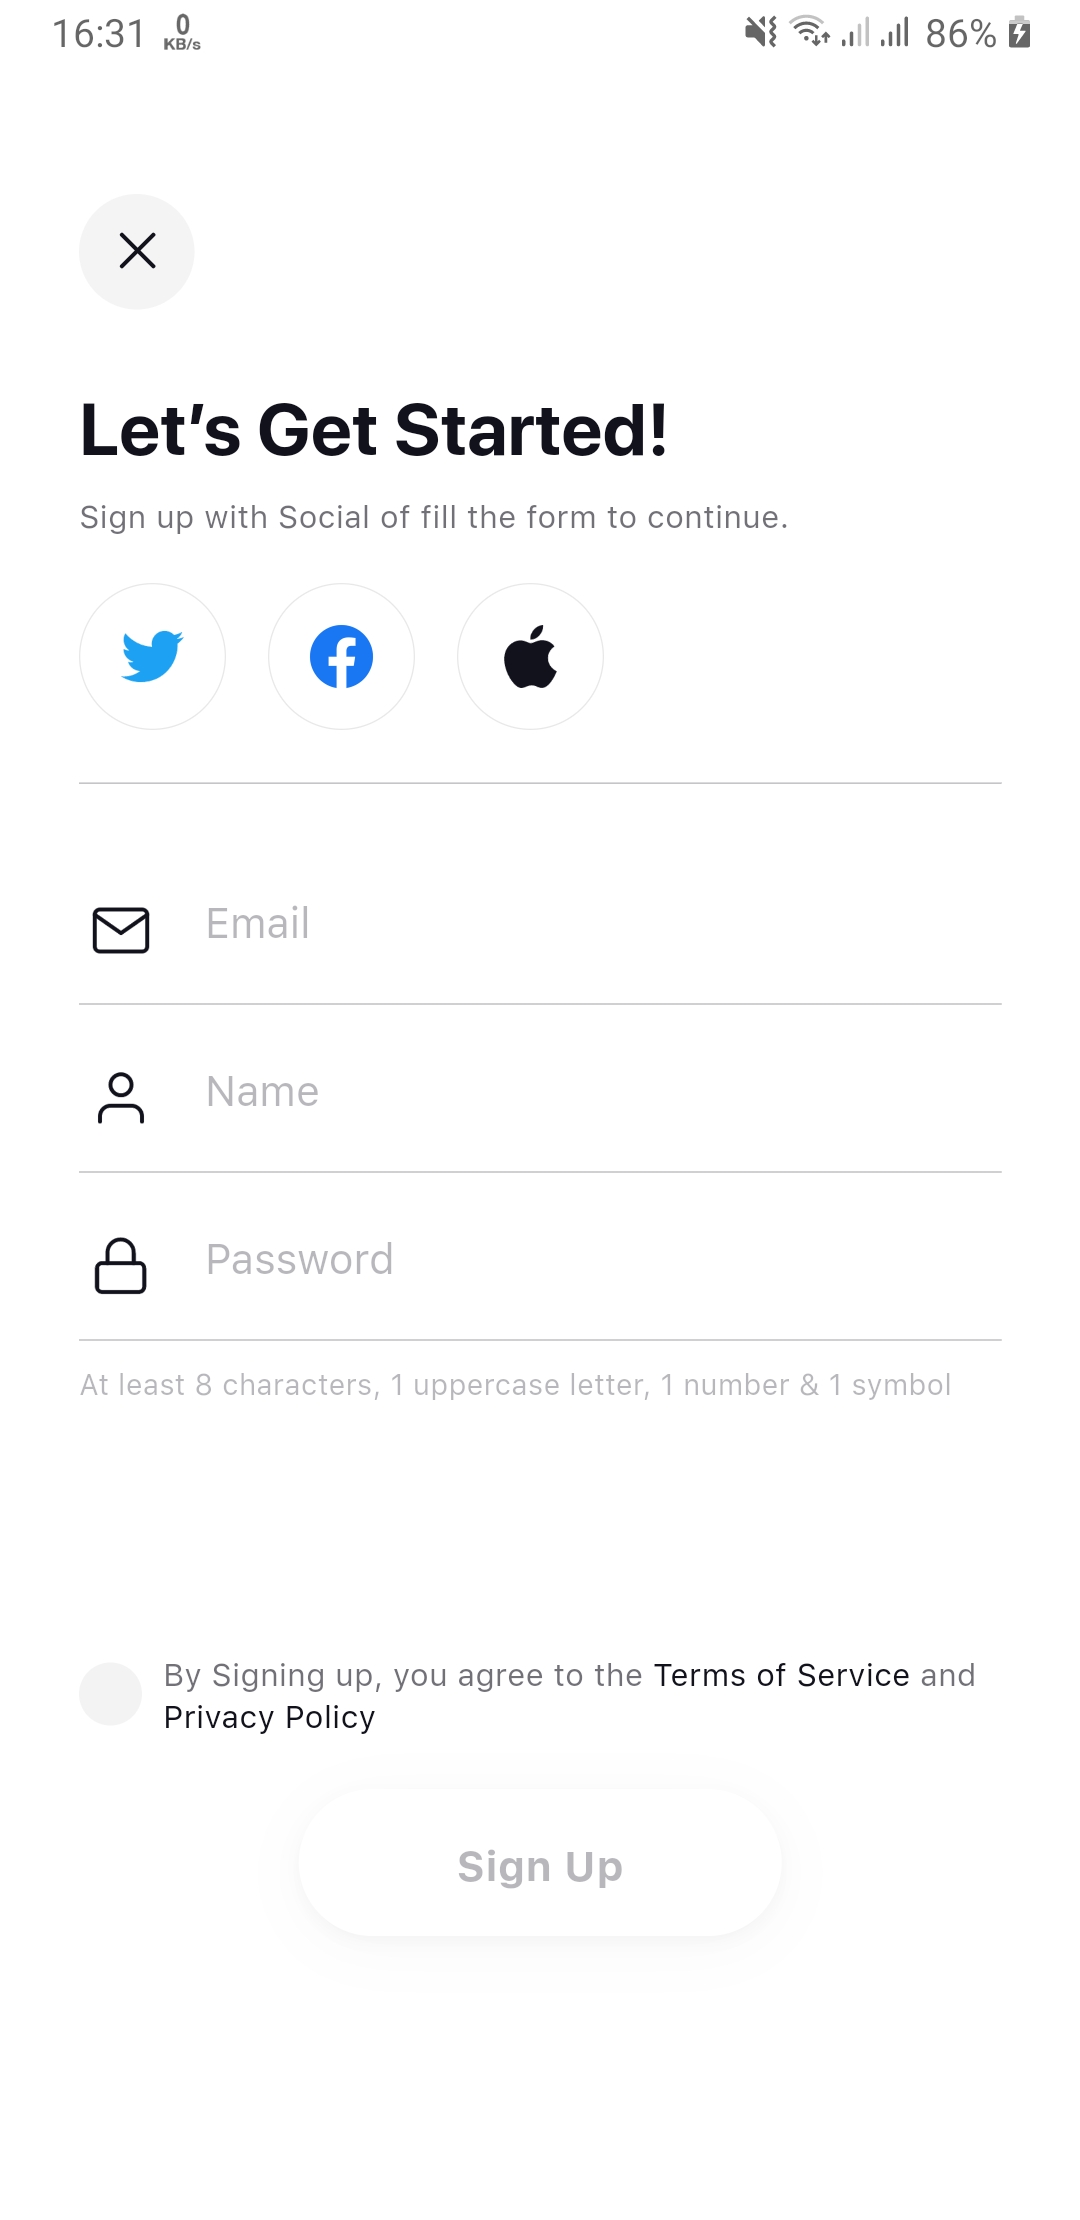 16:31 0 KB/s 86%
Let’s Get Started!
Sign up with Social of fill the form to continue.
Email
Name
Password
At least 8 characters, 1 uppercase letter, 1 number & 1 symbol
By Signing up, you agree to the Terms of Service and
Privacy Policy
Sign Up